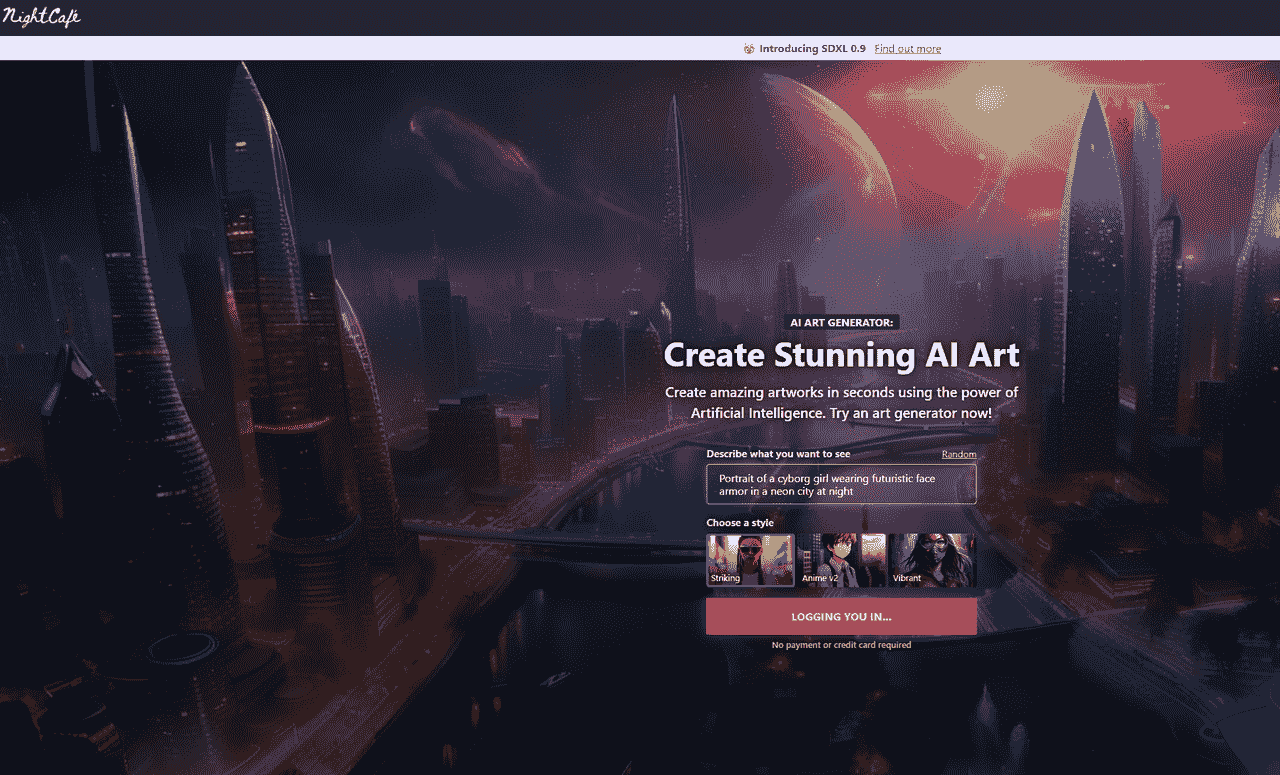 NightCafé
Introducing SDXL 0.9 Find out more
AI ART GENERATOR:
Create Stunning AI Art
Create amazing artworks in seconds using the power of
Artificial Intelligence. Try an art generator now!
Describe what you want to see Random
Portrait of a cyborg girl wearing futuristic face
armor in a neon city at night
Choose a style
Striking Anime v2 Vibrant
LOGGING YOU IN...
No payment or credit card required